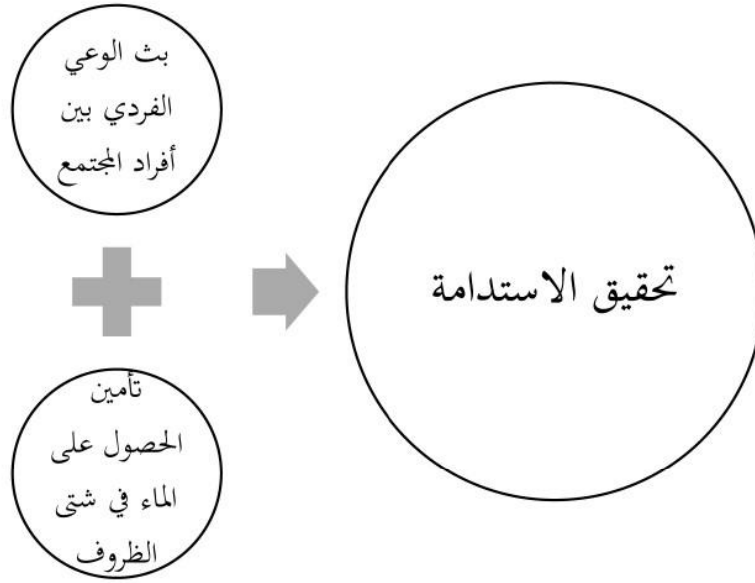 بث الوعي
الفردي بين
أفراد المجتمع
تأمين
الحصول على
الماء في شتى
الظروف
تحقيق الاستدامة